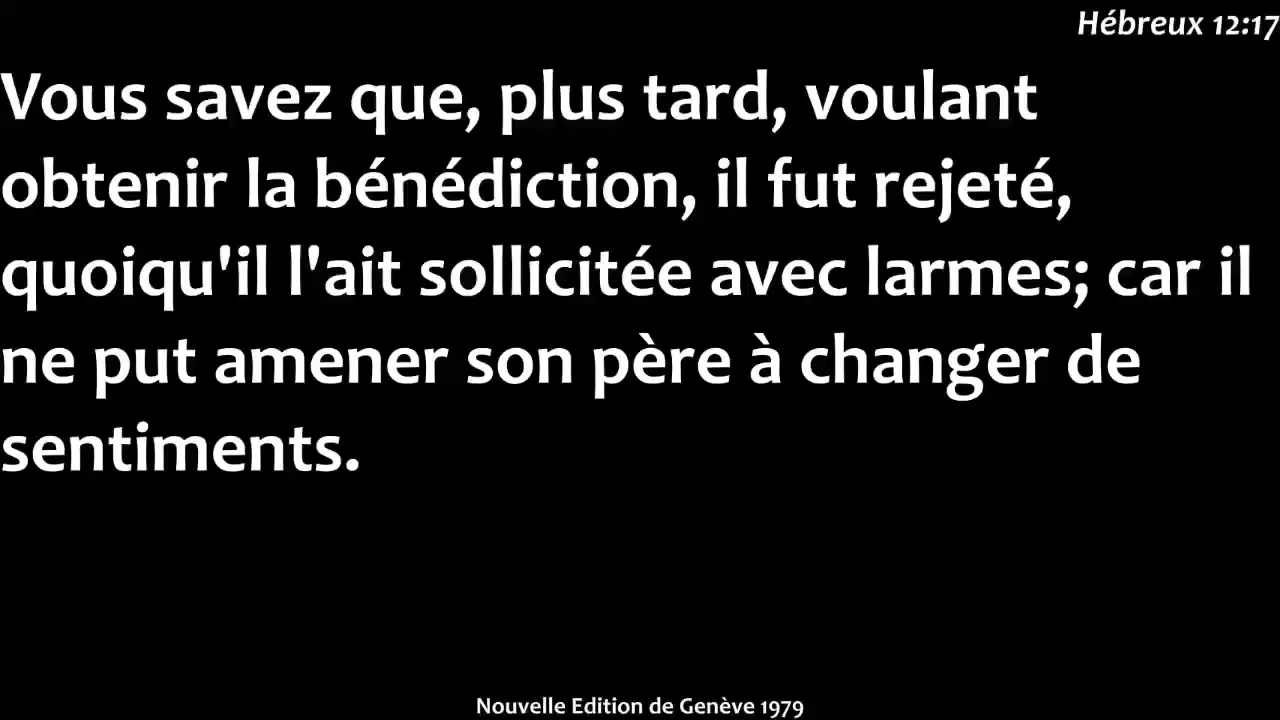 Hébreux 12:17
Vous savez que, plus tard, voulant
obtenir la bénédiction, il fut rejeté,
quoiqu'il l'ait sollicitée avec larmes; car il
ne put amener son père à changer de
sentiments.
Nouvelle Edition de Genève 1979